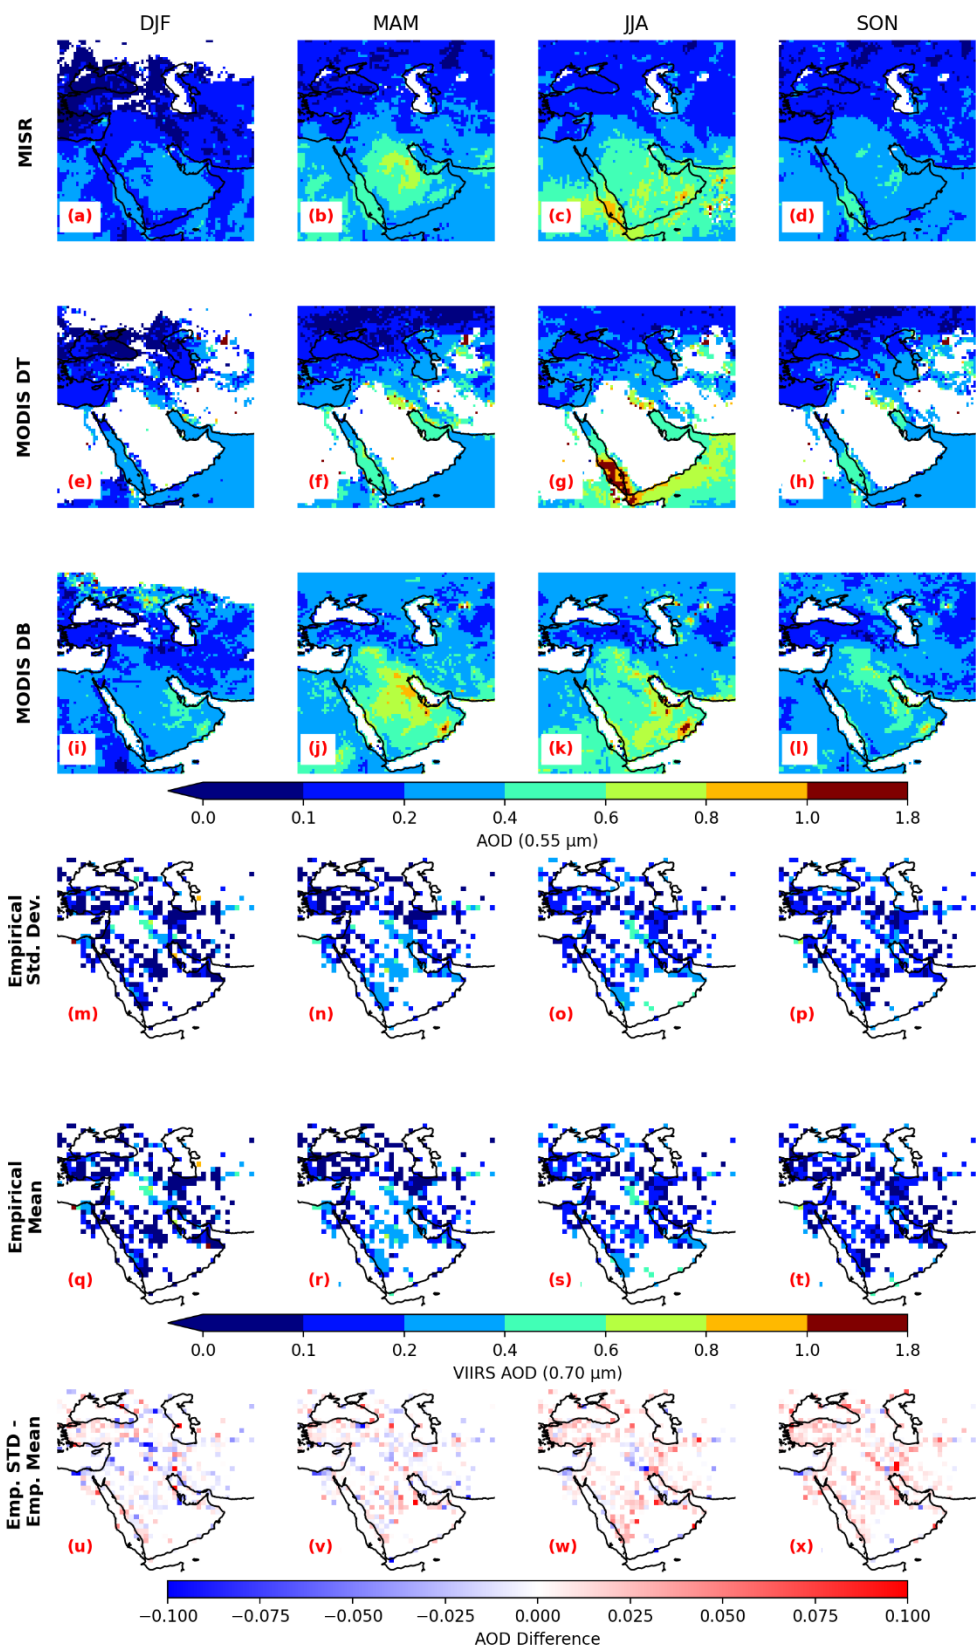 DJF MAM JJA SON
MISR
(a) (b) (c) (d)
MODIS DT
(e) (f) (g) (h)
MODIS DB
(i) (j) (k) (l)
0.0 0.1 0.2 0.4 0.6 0.8 1.0 1.8
AOD (0.55 μm)
Empirical
Std. Dev.
(m) (n) (o) (p)
Empirical
Mean
(q) (r) (s) (t)
0.0 0.1 0.2 0.4 0.6 0.8 1.0 1.8
VIIRS AOD (0.70 μm)
Emp. STD -
Emp. Mean
(u) (v) (w) (x)
−0.100 −0.075 −0.050 −0.025 0.000 0.025 0.050 0.075 0.100
AOD Difference